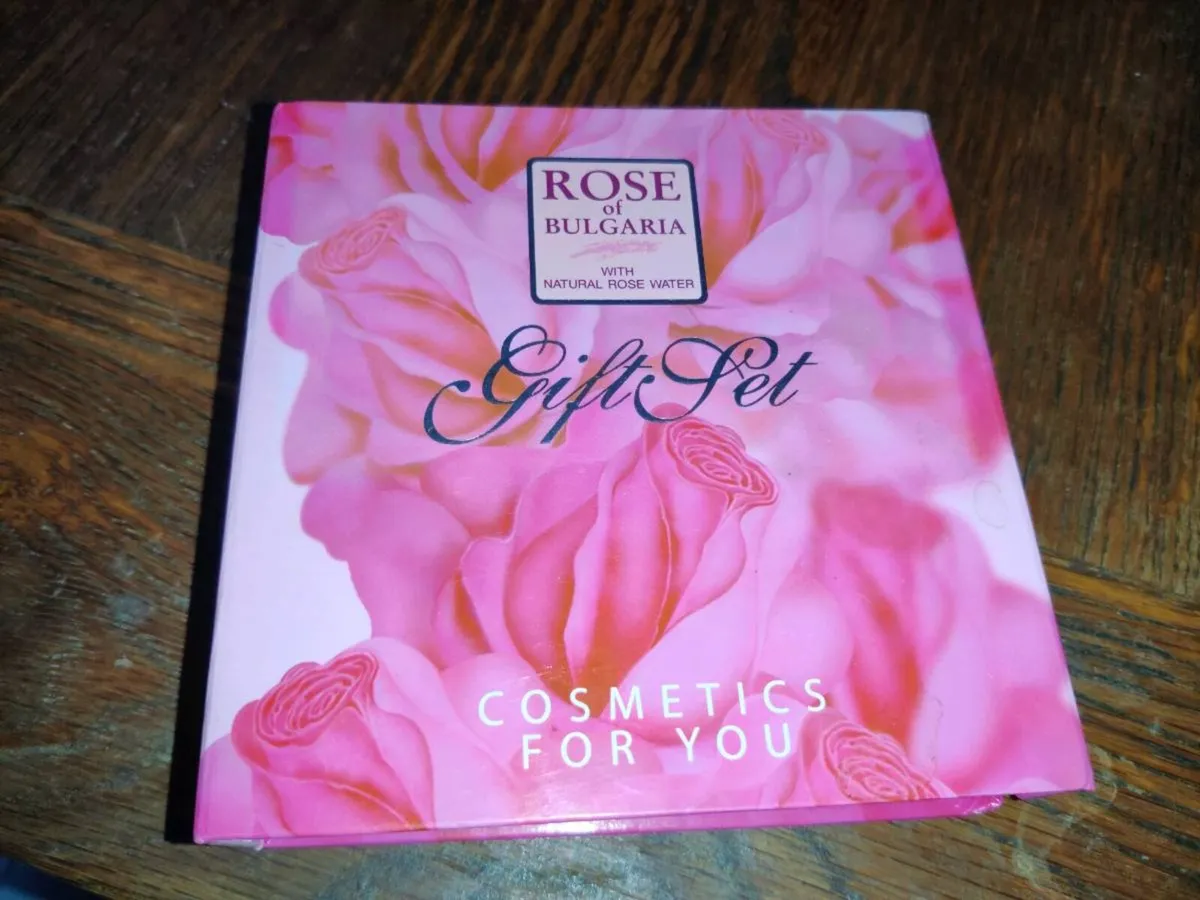 ROSE
of
BULGARIA
WITH
NATURAL ROSE WATER
Gift Set
COSMETICS
FOR YOU